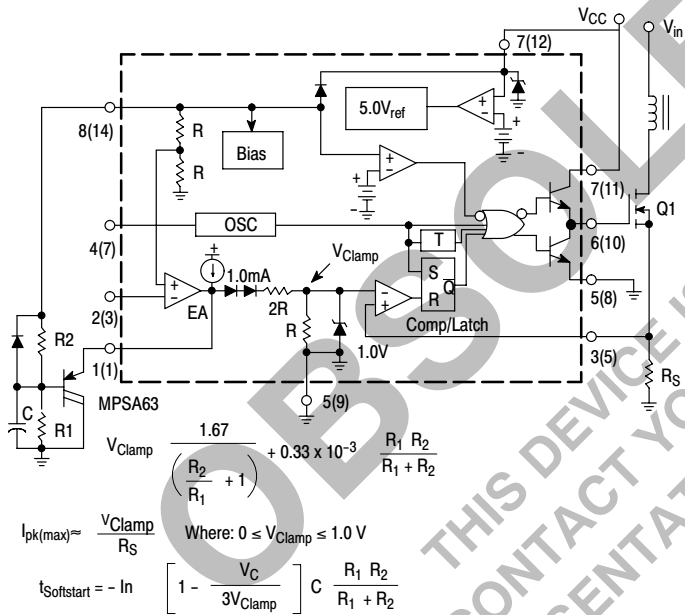 VCC
Vin
7(12)
8(14)
R
R
Bias
5.0Vref
+
-
+
-
+
-
+
-
7(11)
Q1
6(10)
5(8)
4(7)
OSC
T
VClamp
S
Q
R
Comp/Latch
+
1.0mA
+
-
EA
2R
R
+
-
1.0V
2(3)
3(5)
RS
R2
1(1)
MPSA63
C
R1
5(9)
VClamp 1.67 / (R2/R1 + 1) + 0.33 x 10-3 R1 R2 / R1 + R2
Ipk(max)≈ VClamp / RS Where: 0 ≤ VClamp ≤ 1.0 V
tSoftstart = - In [1 - VC / 3VClamp] C R1 R2 / R1 + R2
OBSOLE
THIS DEVICE IS
CONTACT YO
SENTAT